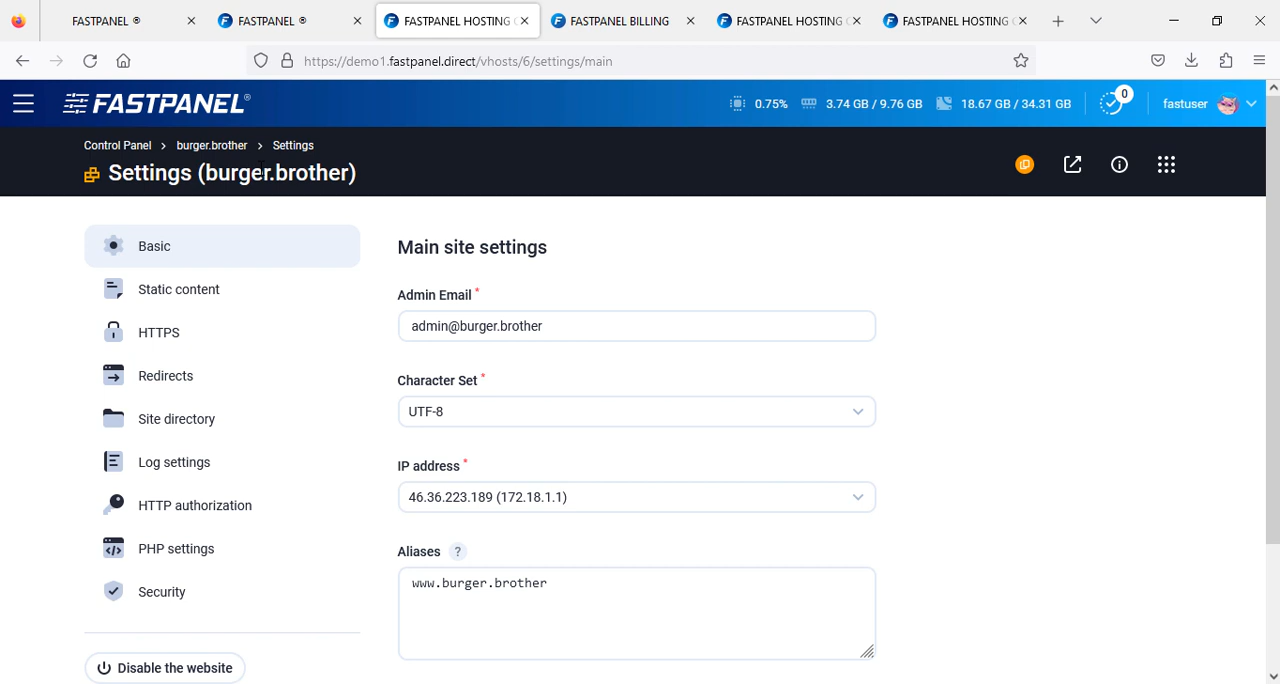 FASTPANEL ®
FASTPANEL ®
FASTPANEL HOSTING
FASTPANEL BILLING
FASTPANEL HOSTING
FASTPANEL HOSTING
https://demo1.fastpanel.direct/vhosts/6/settings/main
FASTPANEL®
0.75%
3.74 GB / 9.76 GB
18.67 GB / 34.31 GB
0
fastuser
Control Panel > burger.brother > Settings
Settings (burger.brother)
Basic
Static content
HTTPS
Redirects
Site directory
Log settings
HTTP authorization
PHP settings
Security
Disable the website
Main site settings
Admin Email *
admin@burger.brother
Character Set *
UTF-8
IP address *
46.36.223.189 (172.18.1.1)
Aliases ?
www.burger.brother